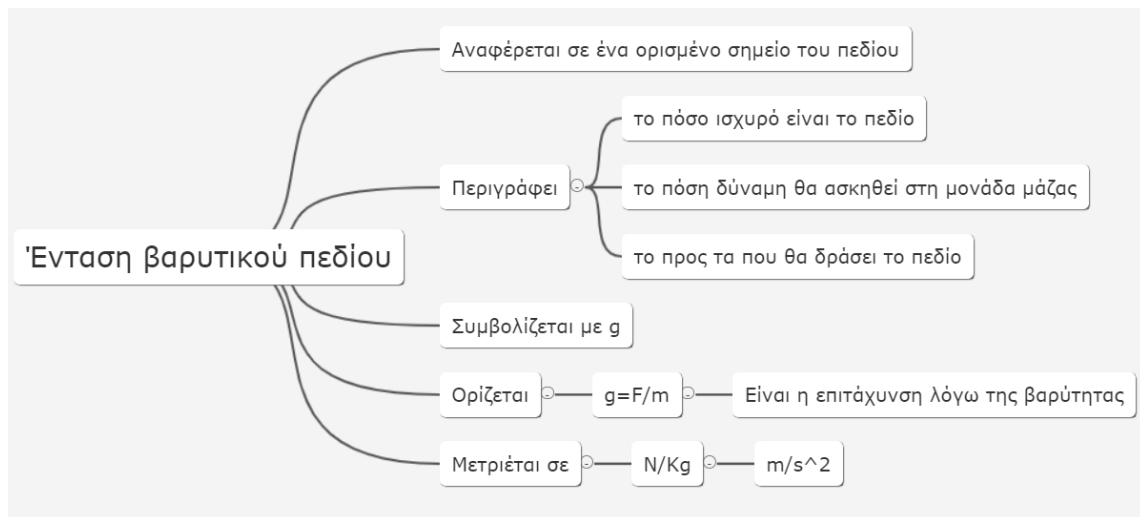 Αναφέρεται σε ένα ορισμένο σημείο του πεδίου
το πόσο ισχυρό είναι το πεδίο
Περιγράφει
το πόση δύναμη θα ασκηθεί στη μονάδα μάζας
το προς τα που θα δράσει το πεδίο
Ένταση βαρυτικού πεδίου
Συμβολίζεται με g
Ορίζεται
g=F/m
Είναι η επιτάχυνση λόγω της βαρύτητας
Μετριέται σε
N/Kg
m/s^2